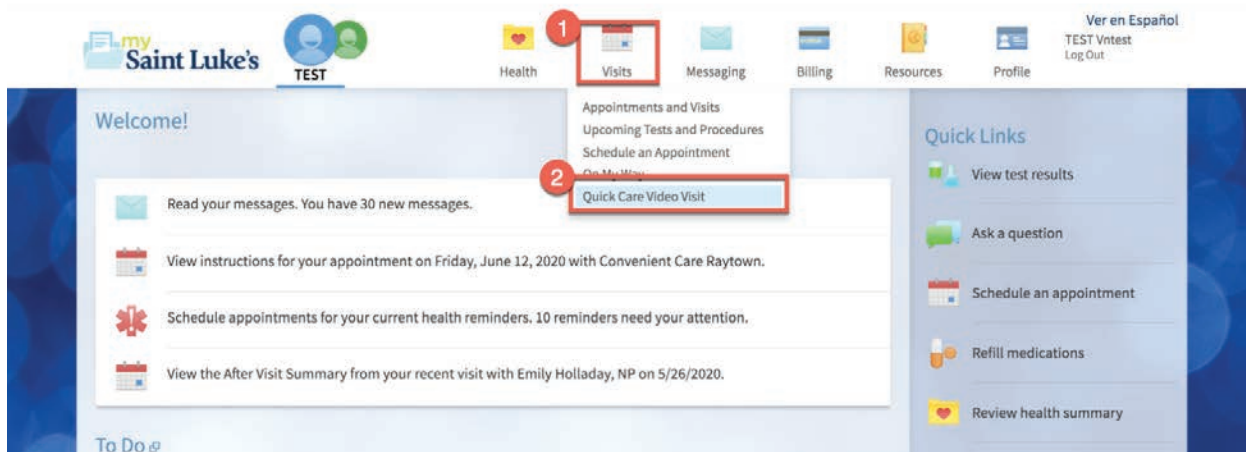 my
Saint Luke's
TEST
1
Health
Visits
Messaging
Billing
Resources
Profile
Ver en Español
TEST Vntest
Log Out
Welcome!
Appointments and Visits
Upcoming Tests and Procedures
Schedule an Appointment
On My Way
2
Quick Care Video Visit
Read your messages. You have 30 new messages.
View instructions for your appointment on Friday, June 12, 2020 with Convenient Care Raytown.
Schedule appointments for your current health reminders. 10 reminders need your attention.
View the After Visit Summary from your recent visit with Emily Holladay, NP on 5/26/2020.
To Do
Quick Links
View test results
Ask a question
Schedule an appointment
Refill medications
Review health summary